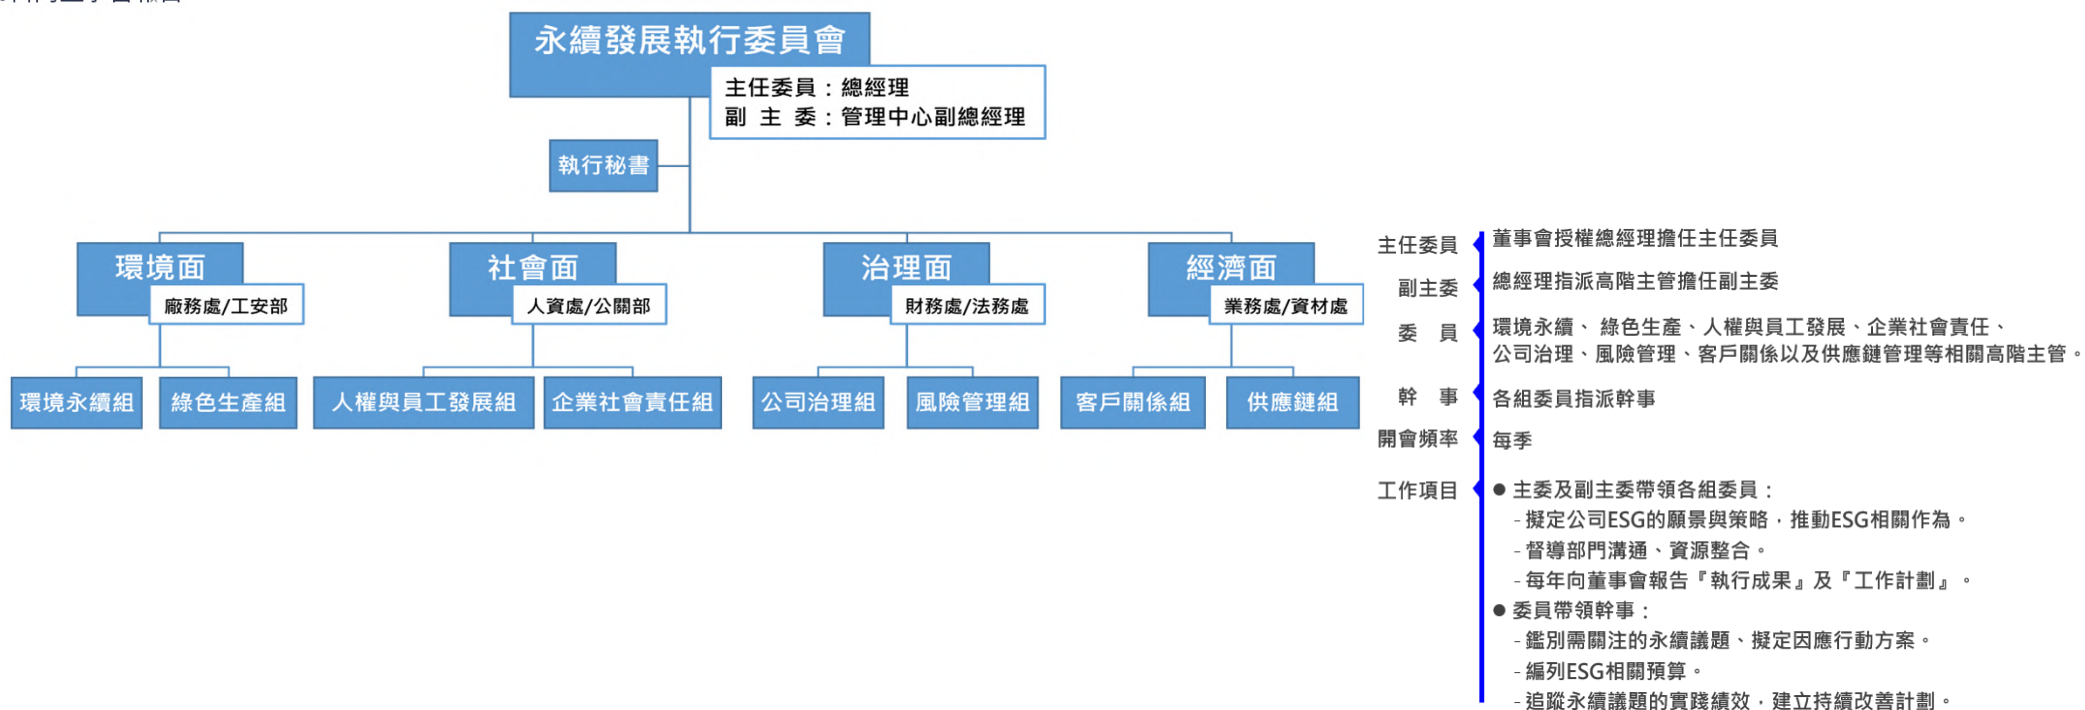 永續發展執行委員會
主任委員：總經理
副 主 委：管理中心副總經理
執行秘書
環境面
廠務處/工安部
社會面
人資處/公關部
治理面
財務處/法務處
經濟面
業務處/資材處
環境永續組
綠色生產組
人權與員工發展組
企業社會責任組
公司治理組
風險管理組
客戶關係組
供應鏈組
主任委員
董事會授權總經理擔任主任委員
副主委
總經理指派高階主管擔任副主委
委 員
環境永續、 綠色生產、人權與員工發展、企業社會責任、
公司治理、風險管理、客戶關係以及供應鏈管理等相關高階主管。
幹 事
各組委員指派幹事
開會頻率
每季
工作項目
● 主委及副主委帶領各組委員：
- 擬定公司ESG的願景與策略，推動ESG相關作為。
- 督導部門溝通、資源整合。
- 每年向董事會報告『執行成果』及『工作計劃』。
● 委員帶領幹事：
- 鑑別需關注的永續議題、擬定因應行動方案。
- 編列ESG相關預算。
- 追蹤永續議題的實踐績效，建立持續改善計劃。